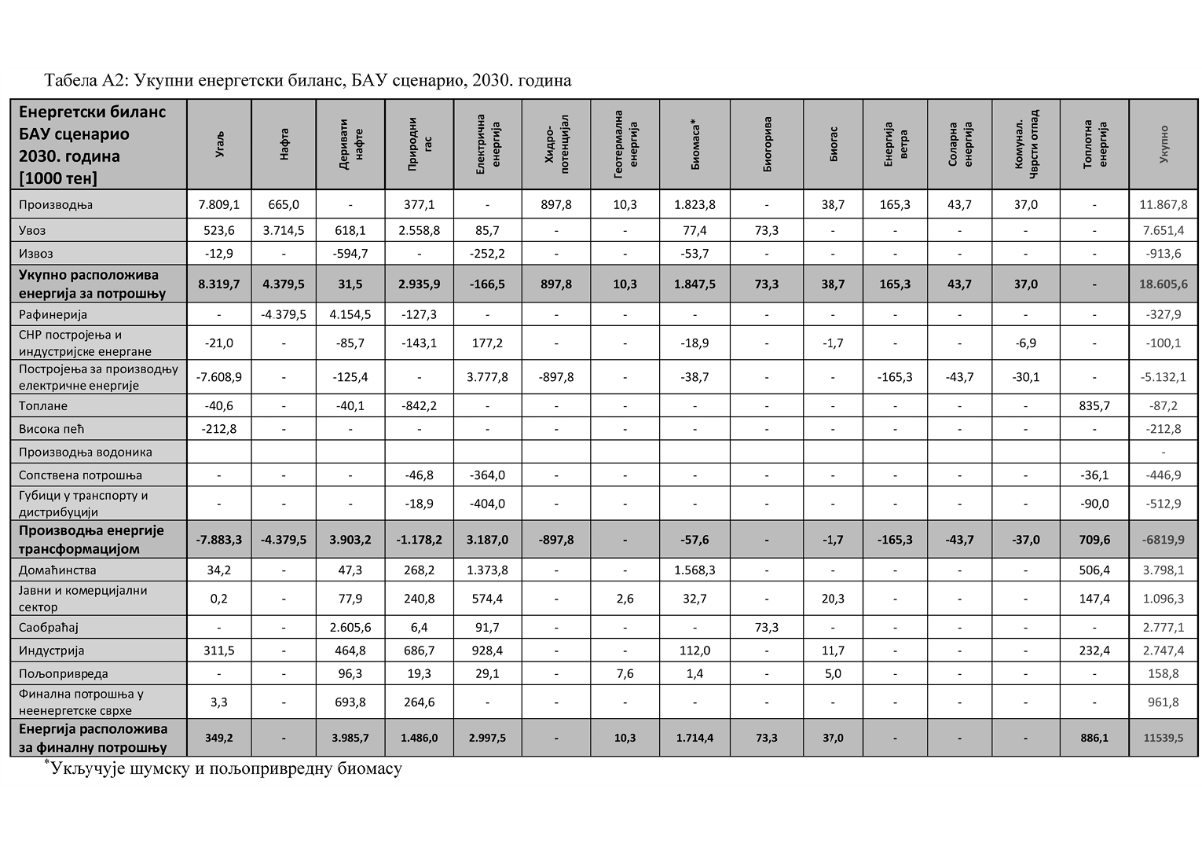 Табела А2: Укупни енергетски биланс, БАУ сценарио, 2030. година
Енергетски биланс БАУ сценарио 2030. година [1000 тен] Угаљ Нафта Деривати нафте Природни гас Електрична енергија Хидро-потенцијал Геотермална енергија Биомаса* Биогорива Биогас Енергија ветра Соларна енергија Комунал. Чврсти отпад Топлотна енергија Укупно
Производња 7.809,1 665,0 - 377,1 897,8 10,3 1.823,8 - 38,7 165,3 43,7 37,0 - 11.867,8
Увоз 523,6 3.714,5 618,1 2.558,8 85,7 - - 77,4 73,3 - - - - - 7.651,4
Извоз -12,9 - -594,7 - -252,2 - - -53,7 - - - - - -913,6
Укупно расположива енергија за потрошњу 8.319,7 4.379,5 31,5 2.935,9 -166,5 897,8 10,3 1.847,5 73,3 38,7 165,3 43,7 37,0 - 18.605,6
Рафинерија - -4.379,5 4.154,5 -127,3 - - - - - - - - - - -327,9
СНР постројења и индустријске енергане -21,0 - -85,7 -143,1 177,2 - - -18,9 - -1,7 - - -6,9 -100,1
Постројења за производњу електричне енергије -7.608,9 - -125,4 - 3.777,8 -897,8 - -38,7 - - -165,3 -43,7 -30,1 - -5.132,1
Топлане -40,6 - -40,1 -842,2 - - - - - - - - - 835,7 -87,2
Висока пећ -212,8 - - - - - - - - - - - - - -212,8
Производња водоника -
Сопствена потрошња - - - -46,8 -364,0 - - - - - - - - -36,1 -446,9
Губици у транспорту и дистрибуцији - - - -18,9 -404,0 - - - - - - - - -90,0 -512,9
Производња енергије трансформацијом -7.883,3 -4.379,5 3.903,2 -1.178,2 3.187,0 -897,8 - -57,6 - -1,7 -165,3 -43,7 -37,0 709,6 -6819,9
Домаћинства 34,2 - 47,3 268,2 1.373,8 - 1.568,3 - - - - - 506,4 3.798,1
Јавни и комерцијални сектор 0,2 - 77,9 240,8 574,4 - 2,6 32,7 - 20,3 - - - 147,4 1.096,3
Саобраћај - - 2.605,6 6,4 91,7 - - - 73,3 - - - - - 2.777,1
Индустрија 311,5 - 464,8 686,7 928,4 - - 112,0 - 11,7 - - - 232,4 2.747,4
Пољопривреда - - 96,3 19,3 29,1 - 7,6 1,4 - 5,0 - - - - 158,8
Финална потрошња у неенергетске сврхе 3,3 - 693,8 264,6 - - - - - - - - - - 961,8
Енергија расположива за финалну потрошњу 349,2 - 3.985,7 1.486,0 2.997,5 - 10,3 1.714,4 73,3 37,0 - - - 886,1 11539,5
*Укључује шумску и пољопривредну биомасу